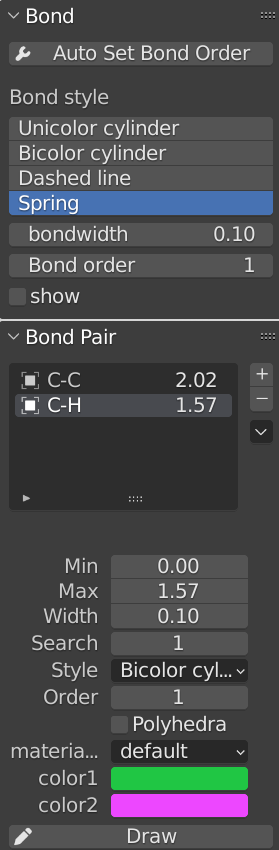 Bond
Auto Set Bond Order
Bond style
Unicolor cylinder
Bicolor cylinder
Dashed line
Spring
bondwidth 0.10
Bond order 1
show
Bond Pair
C-C 2.02
C-H 1.57
Min 0.00
Max 1.57
Width 0.10
Search 1
Style Bicolor cyl...
Order 1
Polyhedra
materia... default
color1
color2
Draw